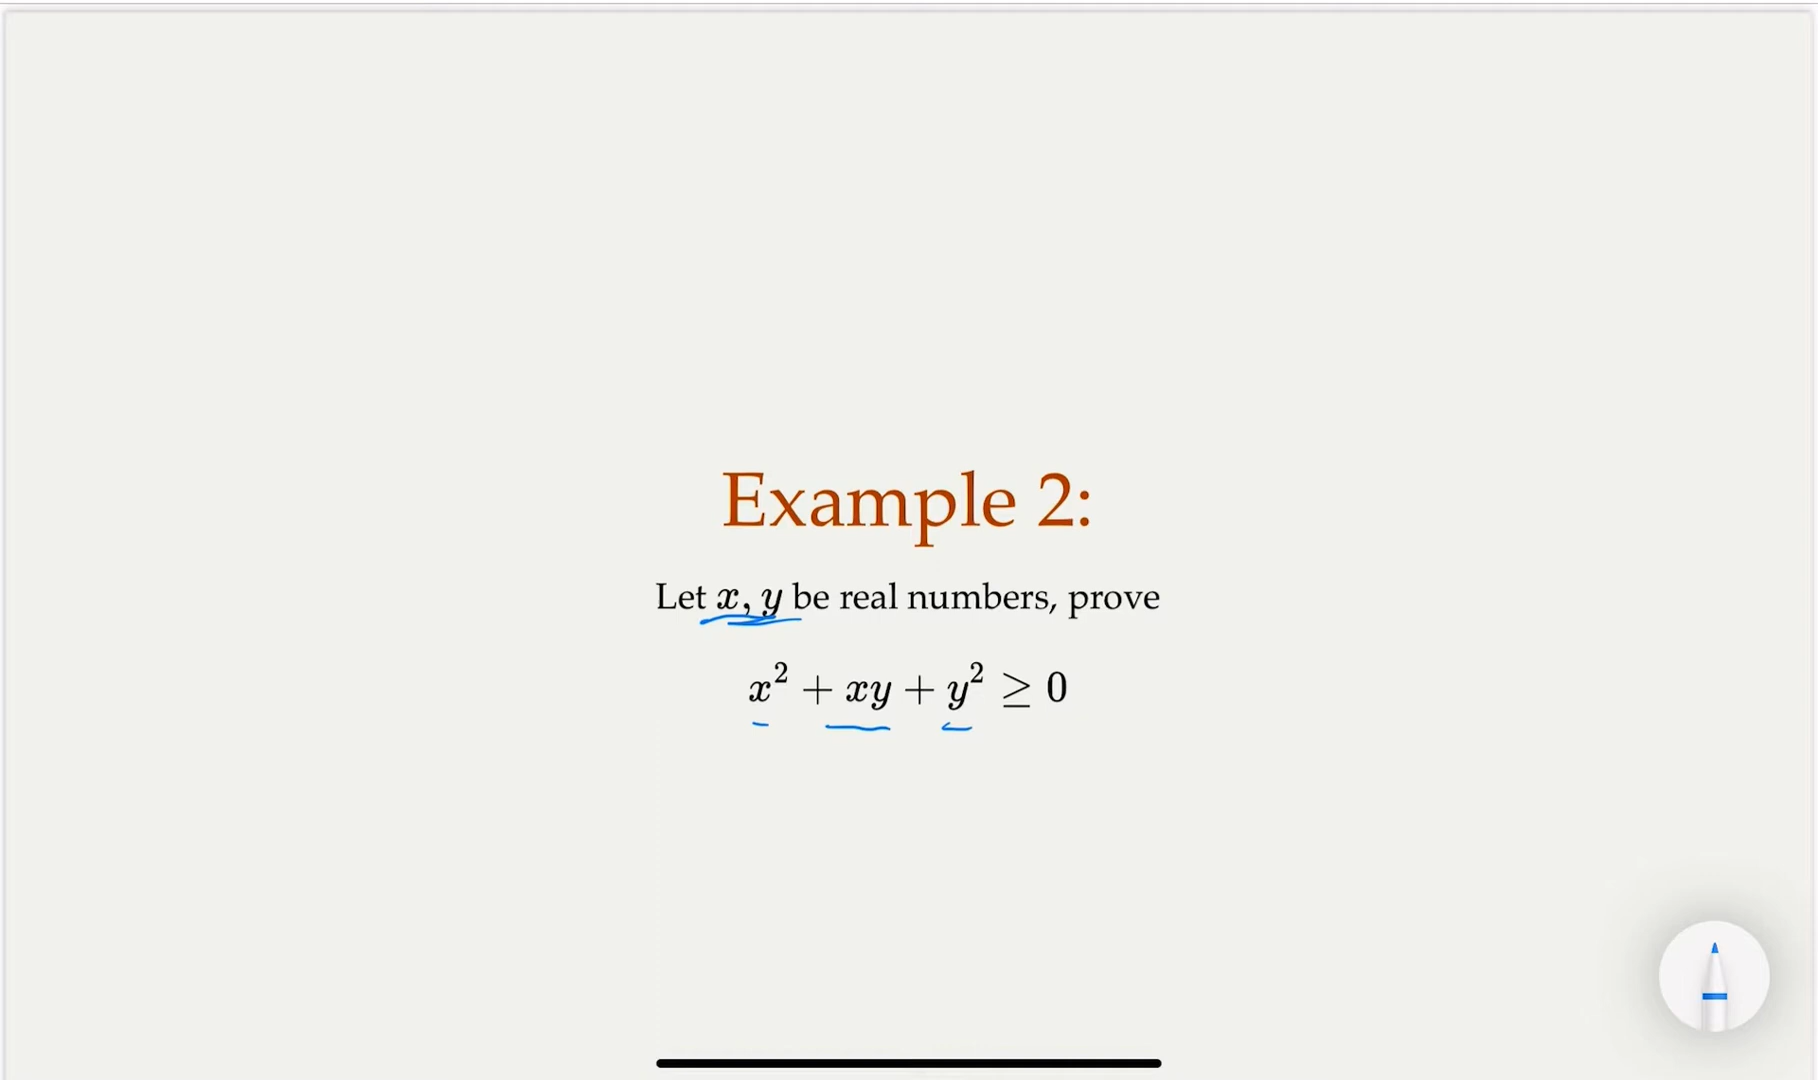 Example 2:
Let x, y be real numbers, prove
x² + xy + y² ≥ 0